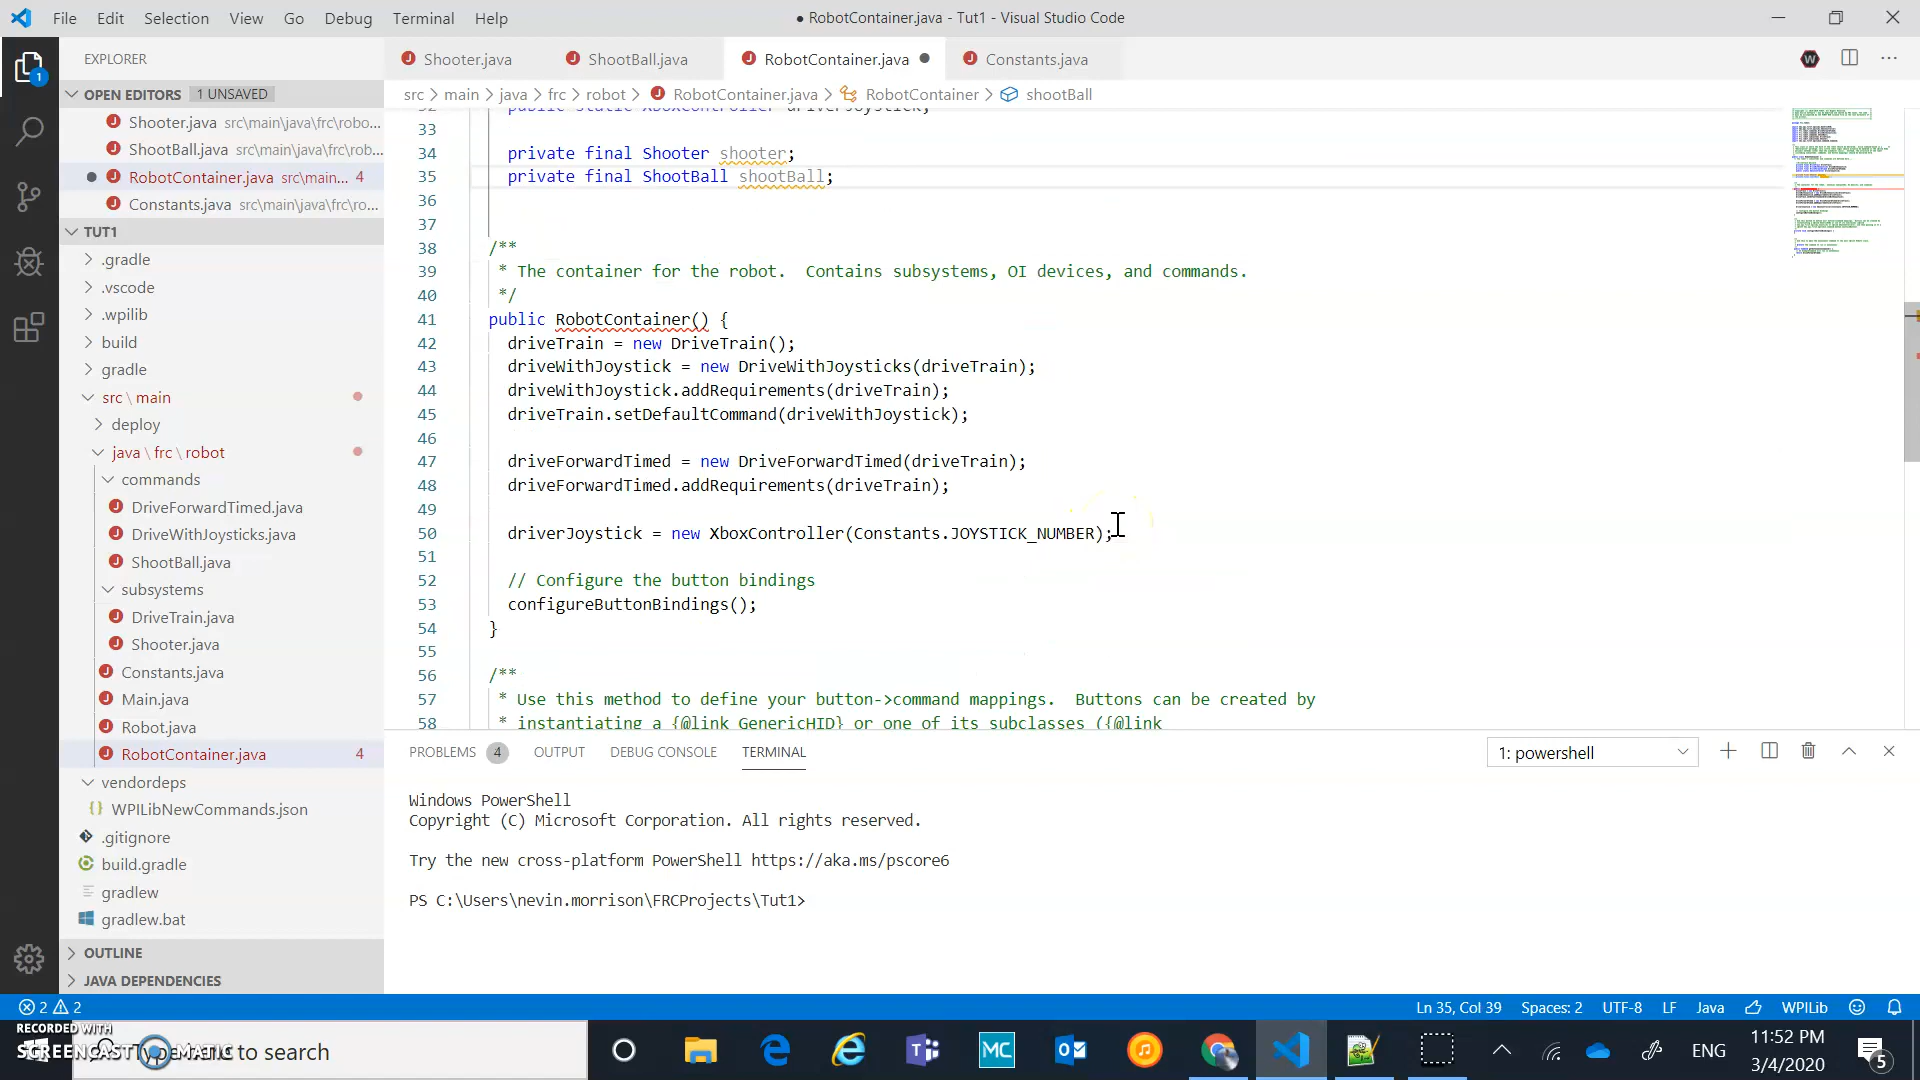 File Edit Selection View Go Debug Terminal Help
● RobotContainer.java - Tut1 - Visual Studio Code
EXPLORER
OPEN EDITORS 1 UNSAVED
Shooter.java src\main\java\frc\robo...
ShootBall.java src\main\java\frc\rob...
RobotContainer.java src\main... 4
Constants.java src\main\java\frc\ro...
TUT1
.gradle
.vscode
.wpilib
build
gradle
src \ main
deploy
java \ frc \ robot
commands
DriveForwardTimed.java
DriveWithJoysticks.java
ShootBall.java
subsystems
DriveTrain.java
Shooter.java
Constants.java
Main.java
Robot.java
RobotContainer.java 4
vendordeps
{} WPILibNewCommands.json
.gitignore
build.gradle
gradlew
gradlew.bat
OUTLINE
JAVA DEPENDENCIES
Shooter.java ShootBall.java RobotContainer.java Constants.java
src > main > java > frc > robot > RobotContainer.java > RobotContainer > shootBall
32 public static XboxController driverJoystick;
33
34 private final Shooter shooter;
35 private final ShootBall shootBall;
36
37
38 /**
39 * The container for the robot.  Contains subsystems, OI devices, and commands.
40 */
41 public RobotContainer() {
42 driveTrain = new DriveTrain();
43 driveWithJoystick = new DriveWithJoysticks(driveTrain);
44 driveWithJoystick.addRequirements(driveTrain);
45 driveTrain.setDefaultCommand(driveWithJoystick);
46
47 driveForwardTimed = new DriveForwardTimed(driveTrain);
48 driveForwardTimed.addRequirements(driveTrain);
49
50 driverJoystick = new XboxController(Constants.JOYSTICK_NUMBER);
51
52 // Configure the button bindings
53 configureButtonBindings();
54 }
55
56 /**
57 * Use this method to define your button->command mappings.  Buttons can be created by
58 * instantiating a {@link GenericHID} or one of its subclasses ({@link
PROBLEMS 4 OUTPUT DEBUG CONSOLE TERMINAL 1: powershell
Windows PowerShell
Copyright (C) Microsoft Corporation. All rights reserved.
Try the new cross-platform PowerShell https://aka.ms/pscore6
PS C:\Users\nevin.morrison\FRCProjects\Tut1>
2 2 Ln 35, Col 39 Spaces: 2 UTF-8 LF Java WPILib
RECORDED WITH
SCREENCAST MATIC
Type here to search
MC
ENG
11:52 PM
3/4/2020
5